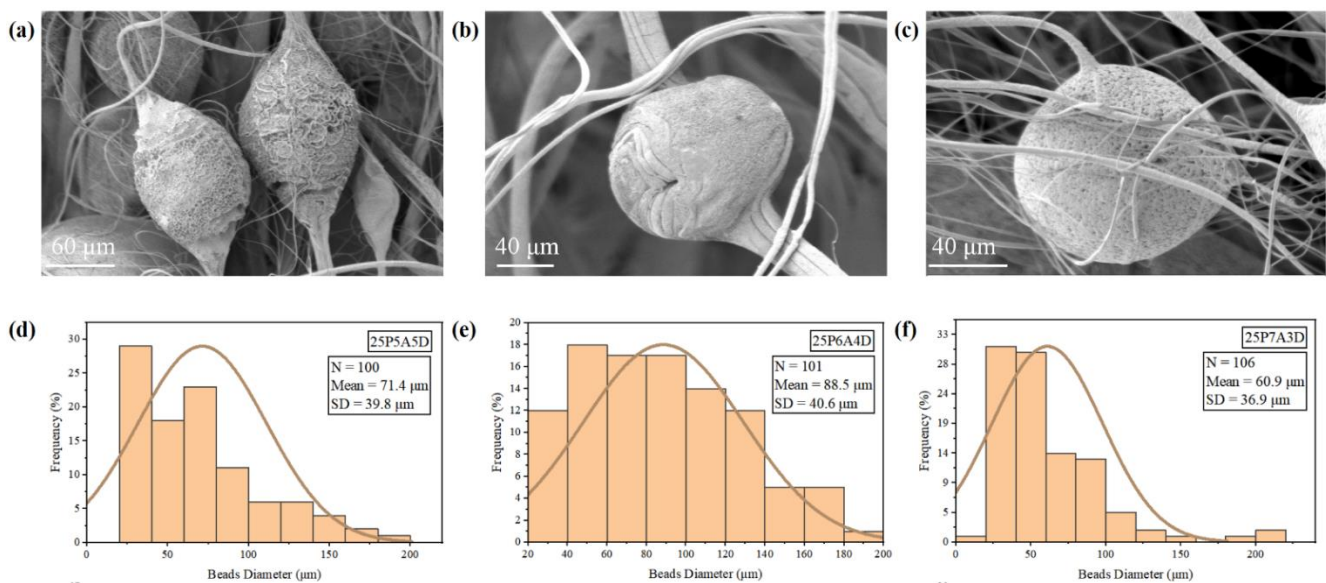 (a)
60 μm
(b)
40 μm
(c)
40 μm
(d)
25P5A5D
N = 100
Mean = 71.4 μm
SD = 39.8 μm
Frequency (%)
30
25
20
15
10
5
0
0 50 100 150 200
Beads Diameter (μm)
(e)
25P6A4D
N = 101
Mean = 88.5 μm
SD = 40.6 μm
Frequency (%)
20
18
16
14
12
10
8
6
4
2
0
20 40 60 80 100 120 140 160 180 200
Beads Diameter (μm)
(f)
25P7A3D
N = 106
Mean = 60.9 μm
SD = 36.9 μm
Frequency (%)
33
28
24
19
14
9
5
0
0 50 100 150 200
Beads Diameter (μm)